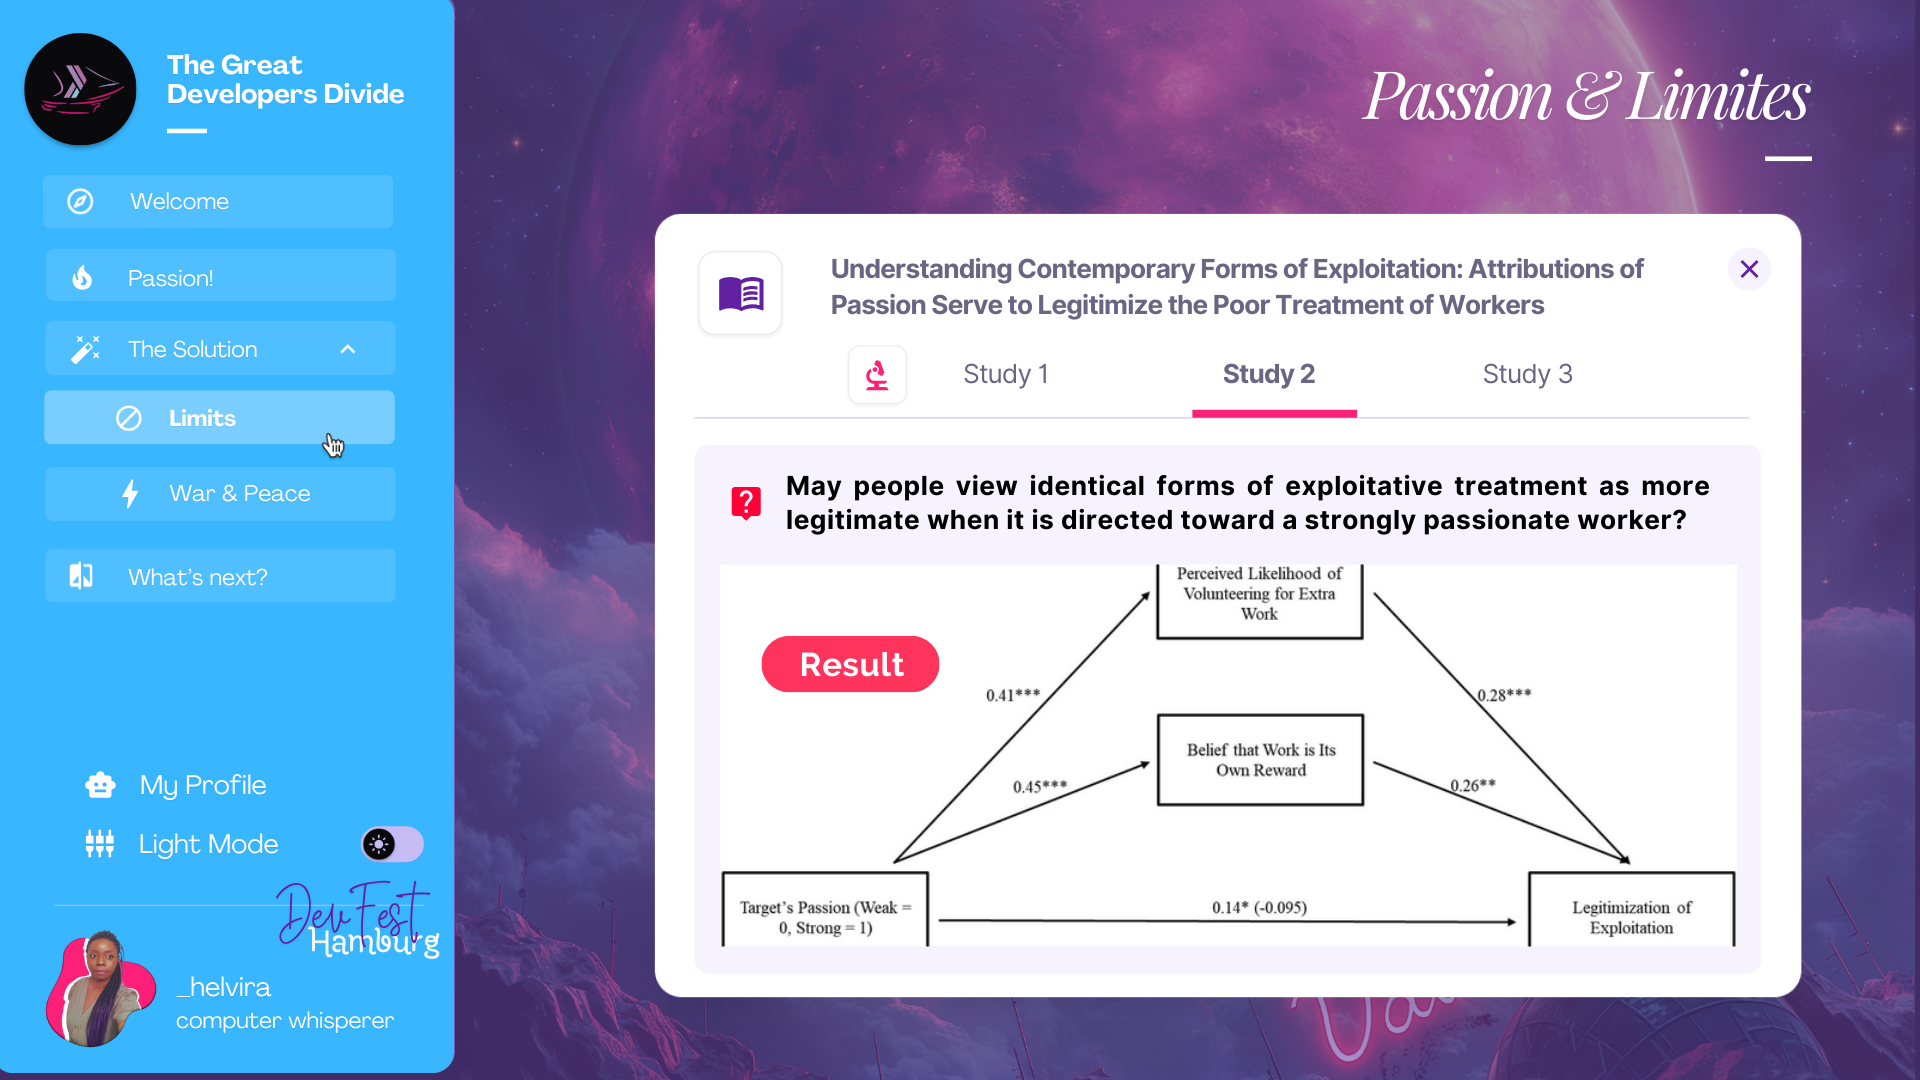 The Great
Developers Divide
Welcome
Passion!
The Solution
Limits
War & Peace
What's next?
My Profile
Light Mode
DevFest
Hamburg
_helvira
computer whisperer
Passion & Limites
Understanding Contemporary Forms of Exploitation: Attributions of
Passion Serve to Legitimize the Poor Treatment of Workers
Study 1
Study 2
Study 3
May people view identical forms of exploitative treatment as more
legitimate when it is directed toward a strongly passionate worker?
Result
Perceived Likelihood of
Volunteering for Extra
Work
0.41***
0.28***
Belief that Work is Its
Own Reward
0.45***
0.26**
Target's Passion (Weak =
0, Strong = 1)
0.14* (-0.095)
Legitimization of
Exploitation